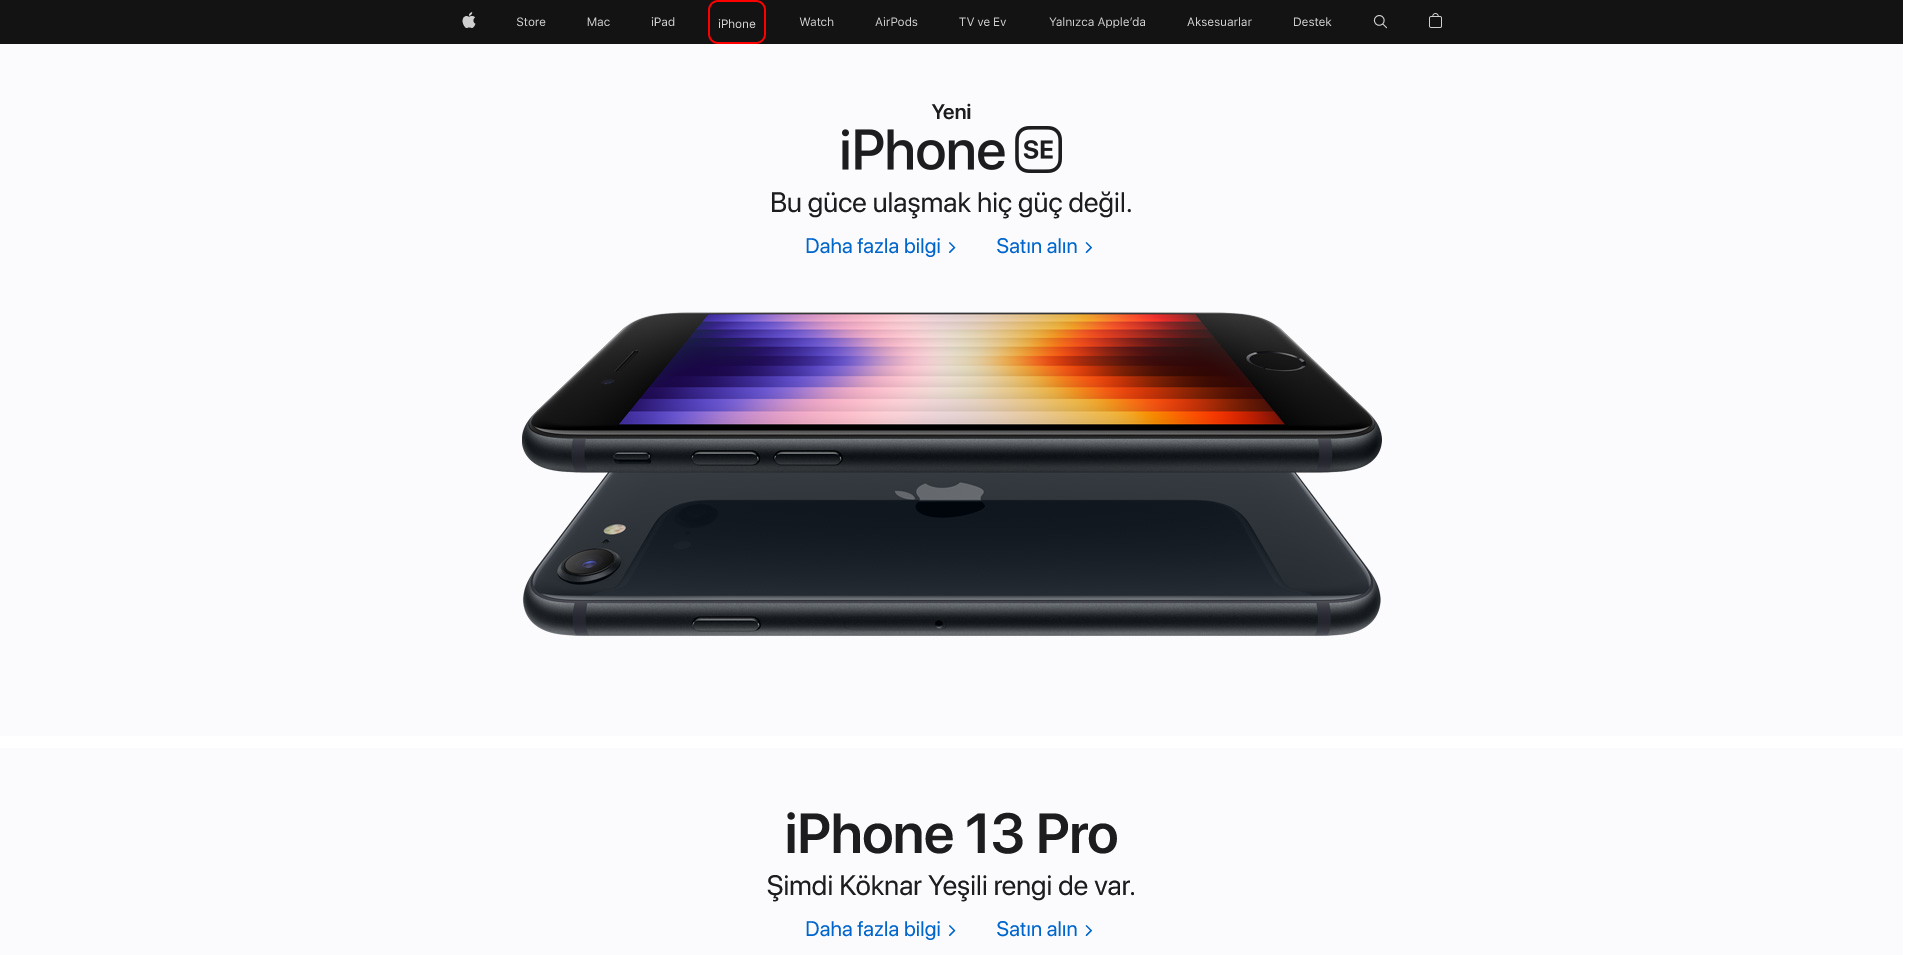 Store Mac iPad iPhone Watch AirPods TV ve Ev Yalnızca Apple'da Aksesuarlar Destek
Yeni
iPhone SE
Bu güce ulaşmak hiç güç değil.
Daha fazla bilgi > Satın alın >
iPhone 13 Pro
Şimdi Köknar Yeşili rengi de var.
Daha fazla bilgi > Satın alın >